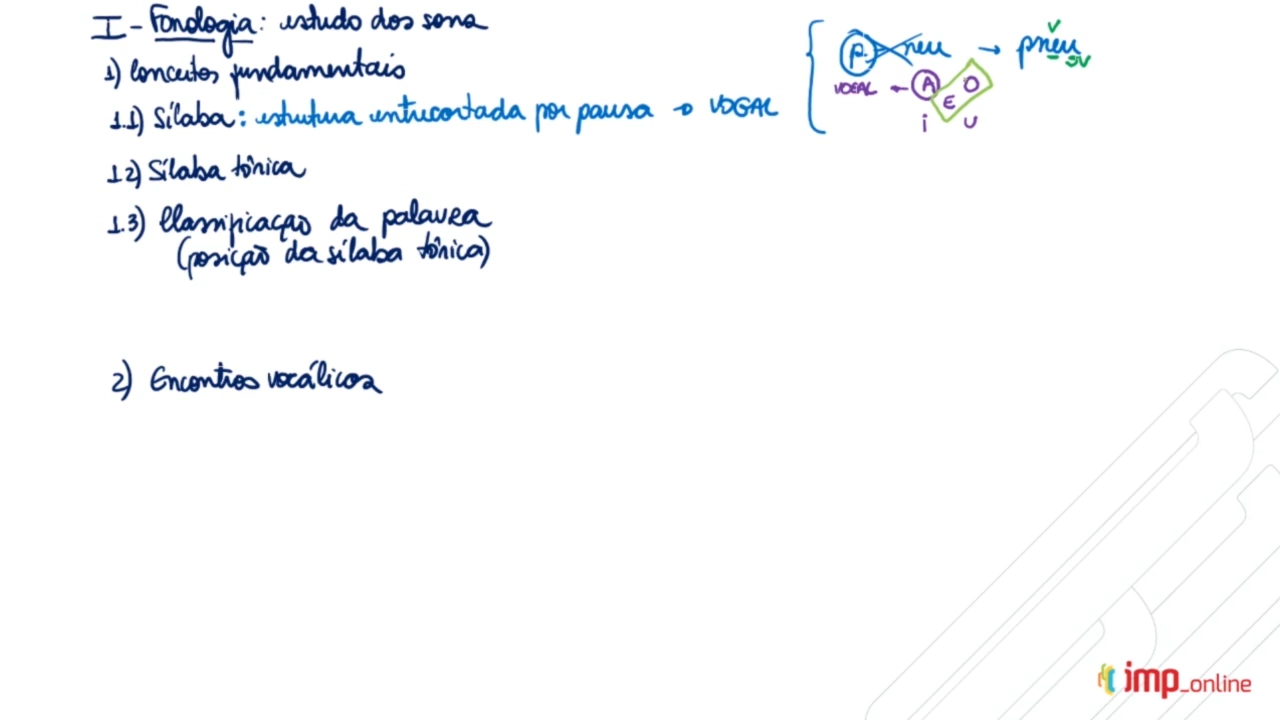 I - Fonologia: estudo dos sons
1) Conceitos fundamentais
1.1) Sílaba: estrutura entrecortada por pausa → VOGAL
1.2) Sílaba tônica
1.3) Classificação da palavra
(posição da sílaba tônica)
2) Encontros vocálicos
P neu → pneu
V
SV
VOGAL ← A E O
i U
imp_online